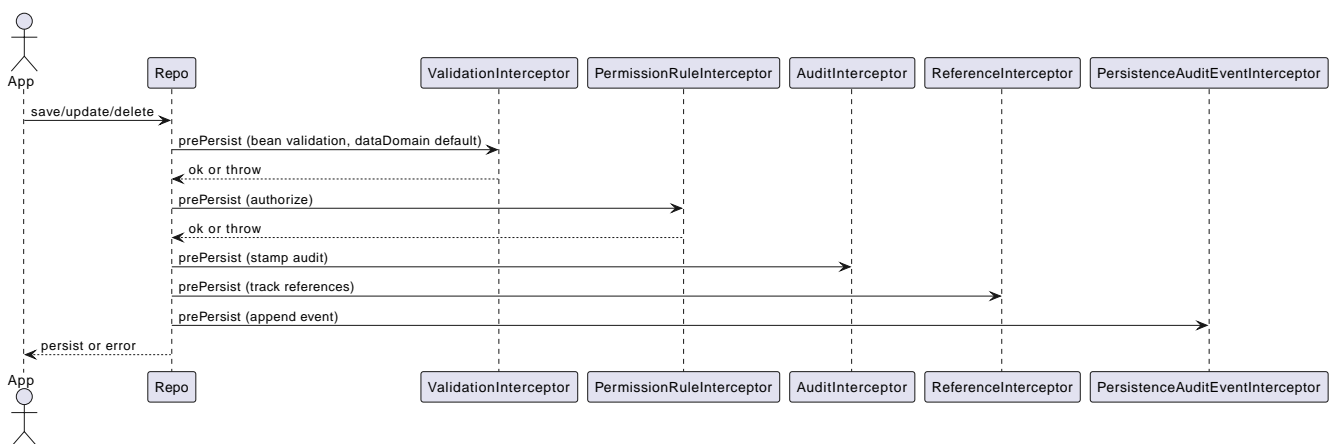 App
Repo
ValidationInterceptor
PermissionRuleInterceptor
AuditInterceptor
ReferenceInterceptor
PersistenceAuditEventInterceptor
save/update/delete
prePersist (bean validation, dataDomain default)
ok or throw
prePersist (authorize)
ok or throw
prePersist (stamp audit)
prePersist (track references)
prePersist (append event)
persist or error
App
Repo
ValidationInterceptor
PermissionRuleInterceptor
AuditInterceptor
ReferenceInterceptor
PersistenceAuditEventInterceptor